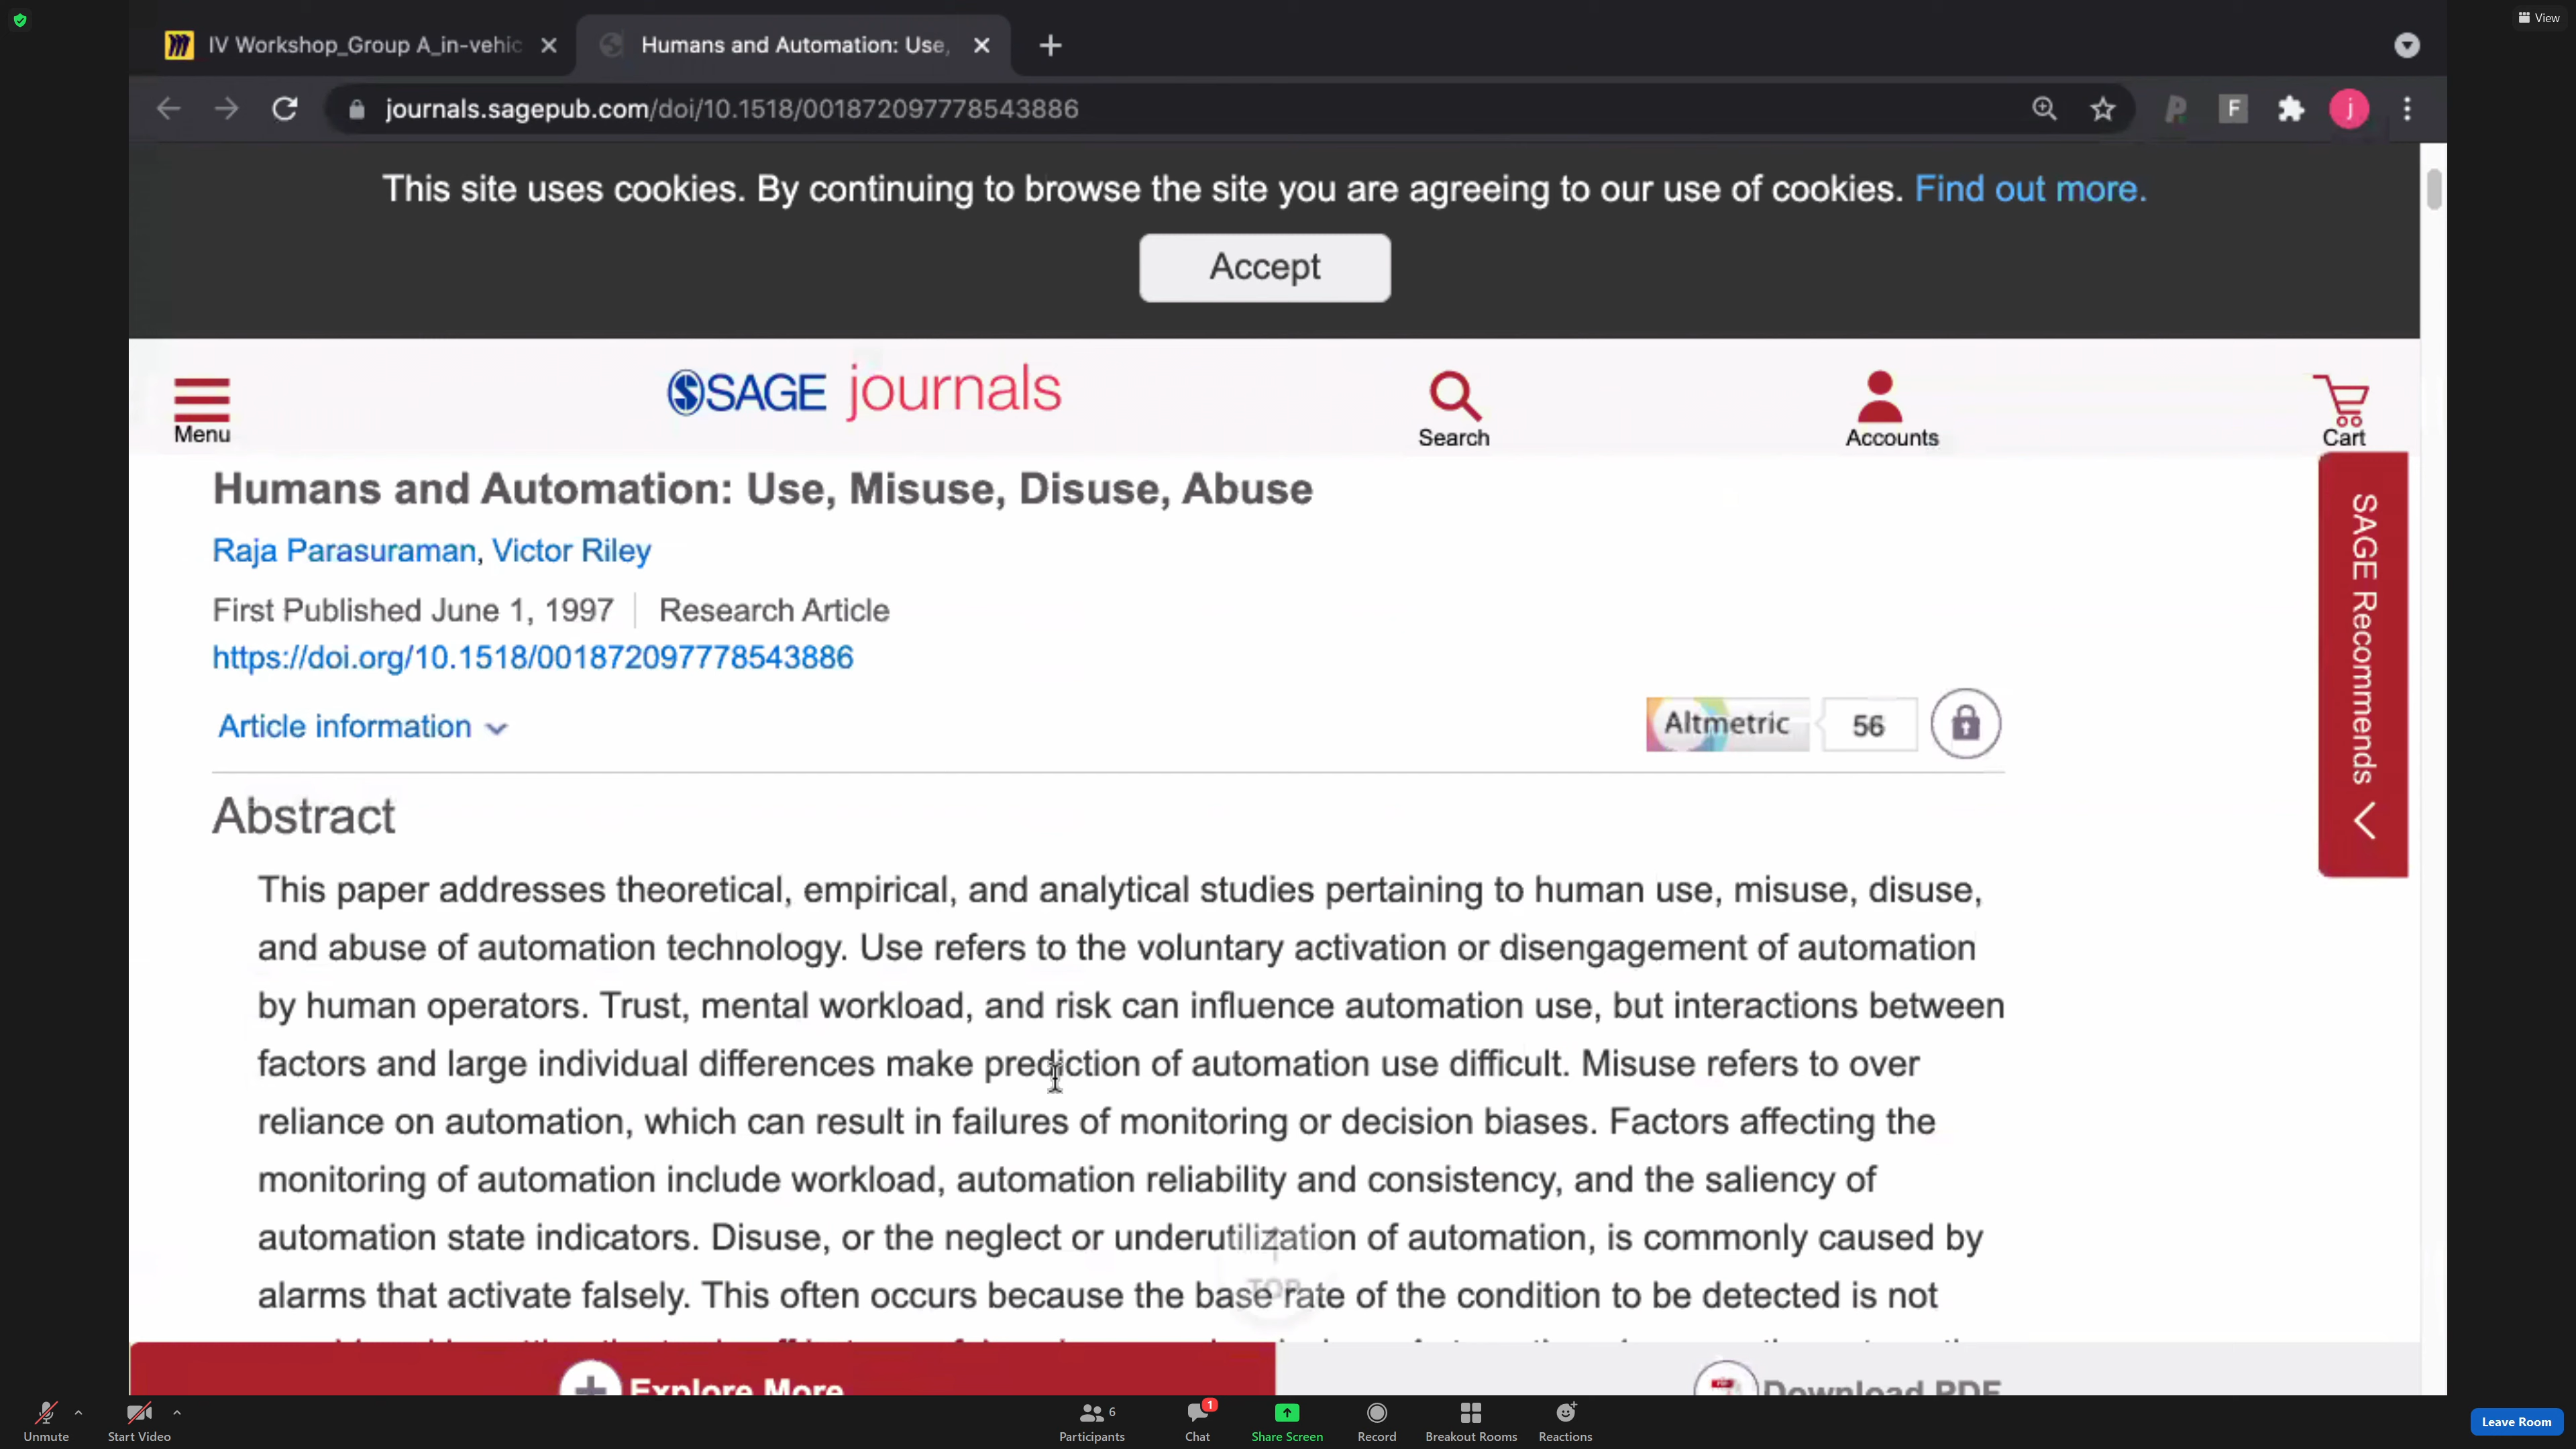 View
IV Workshop_Group A_in-vehic
Humans and Automation: Use,
journals.sagepub.com/doi/10.1518/001872097778543886
F
j
This site uses cookies. By continuing to browse the site you are agreeing to our use of cookies. Find out more.
Accept
Menu
SAGE journals
Search
Accounts
Cart
Humans and Automation: Use, Misuse, Disuse, Abuse
Raja Parasuraman, Victor Riley
First Published June 1, 1997 | Research Article
https://doi.org/10.1518/001872097778543886
Article information
Altmetric 56
SAGE Recommends
Abstract
This paper addresses theoretical, empirical, and analytical studies pertaining to human use, misuse, disuse,
and abuse of automation technology. Use refers to the voluntary activation or disengagement of automation
by human operators. Trust, mental workload, and risk can influence automation use, but interactions between
factors and large individual differences make prediction of automation use difficult. Misuse refers to over
reliance on automation, which can result in failures of monitoring or decision biases. Factors affecting the
monitoring of automation include workload, automation reliability and consistency, and the saliency of
automation state indicators. Disuse, or the neglect or underutilization of automation, is commonly caused by
alarms that activate falsely. This often occurs because the base rate of the condition to be detected is not
TOP
Explore More
Download PDF
Unmute
Start Video
6
Participants
1
Chat
Share Screen
Record
Breakout Rooms
Reactions
Leave Room